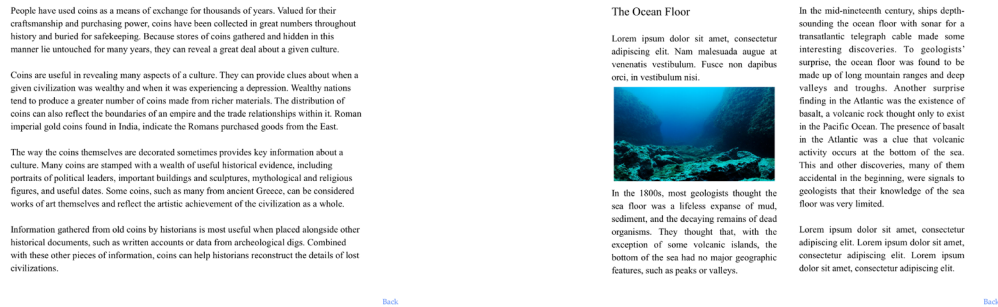 People have used coins as a means of exchange for thousands of years. Valued for their
craftsmanship and purchasing power, coins have been collected in great numbers throughout
history and buried for safekeeping. Because stores of coins gathered and hidden in this
manner lie untouched for many years, they can reveal a great deal about a given culture.
Coins are useful in revealing many aspects of a culture. They can provide clues about when a
given civilization was wealthy and when it was experiencing a depression. Wealthy nations
tend to produce a greater number of coins made from richer materials. The distribution of
coins can also reflect the boundaries of an empire and the trade relationships within it. Roman
imperial gold coins found in India, indicate the Romans purchased goods from the East.
The way the coins themselves are decorated sometimes provides key information about a
culture. Many coins are stamped with a wealth of useful historical evidence, including
portraits of political leaders, important buildings and sculptures, mythological and religious
figures, and useful dates. Some coins, such as many from ancient Greece, can be considered
works of art themselves and reflect the artistic achievement of the civilization as a whole.
Information gathered from old coins by historians is most useful when placed alongside other
historical documents, such as written accounts or data from archeological digs. Combined
with these other pieces of information, coins can help historians reconstruct the details of lost
civilizations.
Back
The Ocean Floor
Lorem ipsum dolor sit amet, consectetur
adipiscing elit. Nam malesuada augue at
venenatis vestibulum. Fusce non dapibus
orci, in vestibulum nisi.
In the 1800s, most geologists thought the
sea floor was a lifeless expanse of mud,
sediment, and the decaying remains of dead
organisms. They thought that, with the
exception of some volcanic islands, the
bottom of the sea had no major geographic
features, such as peaks or valleys.
In the mid-nineteenth century, ships depth-
sounding the ocean floor with sonar for a
transatlantic telegraph cable made some
interesting discoveries. To geologists'
surprise, the ocean floor was found to be
made up of long mountain ranges and deep
valleys and troughs. Another surprise
finding in the Atlantic was the existence of
basalt, a volcanic rock thought only to exist
in the Pacific Ocean. The presence of basalt
in the Atlantic was a clue that volcanic
activity occurs at the bottom of the sea.
This and other discoveries, many of them
accidental in the beginning, were signals to
geologists that their knowledge of the sea
floor was very limited.
Lorem ipsum dolor sit amet, consectetur
adipiscing elit. Lorem ipsum dolor sit amet,
consectetur adipiscing elit. Lorem ipsum
dolor sit amet, consectetur adipiscing elit.
Back